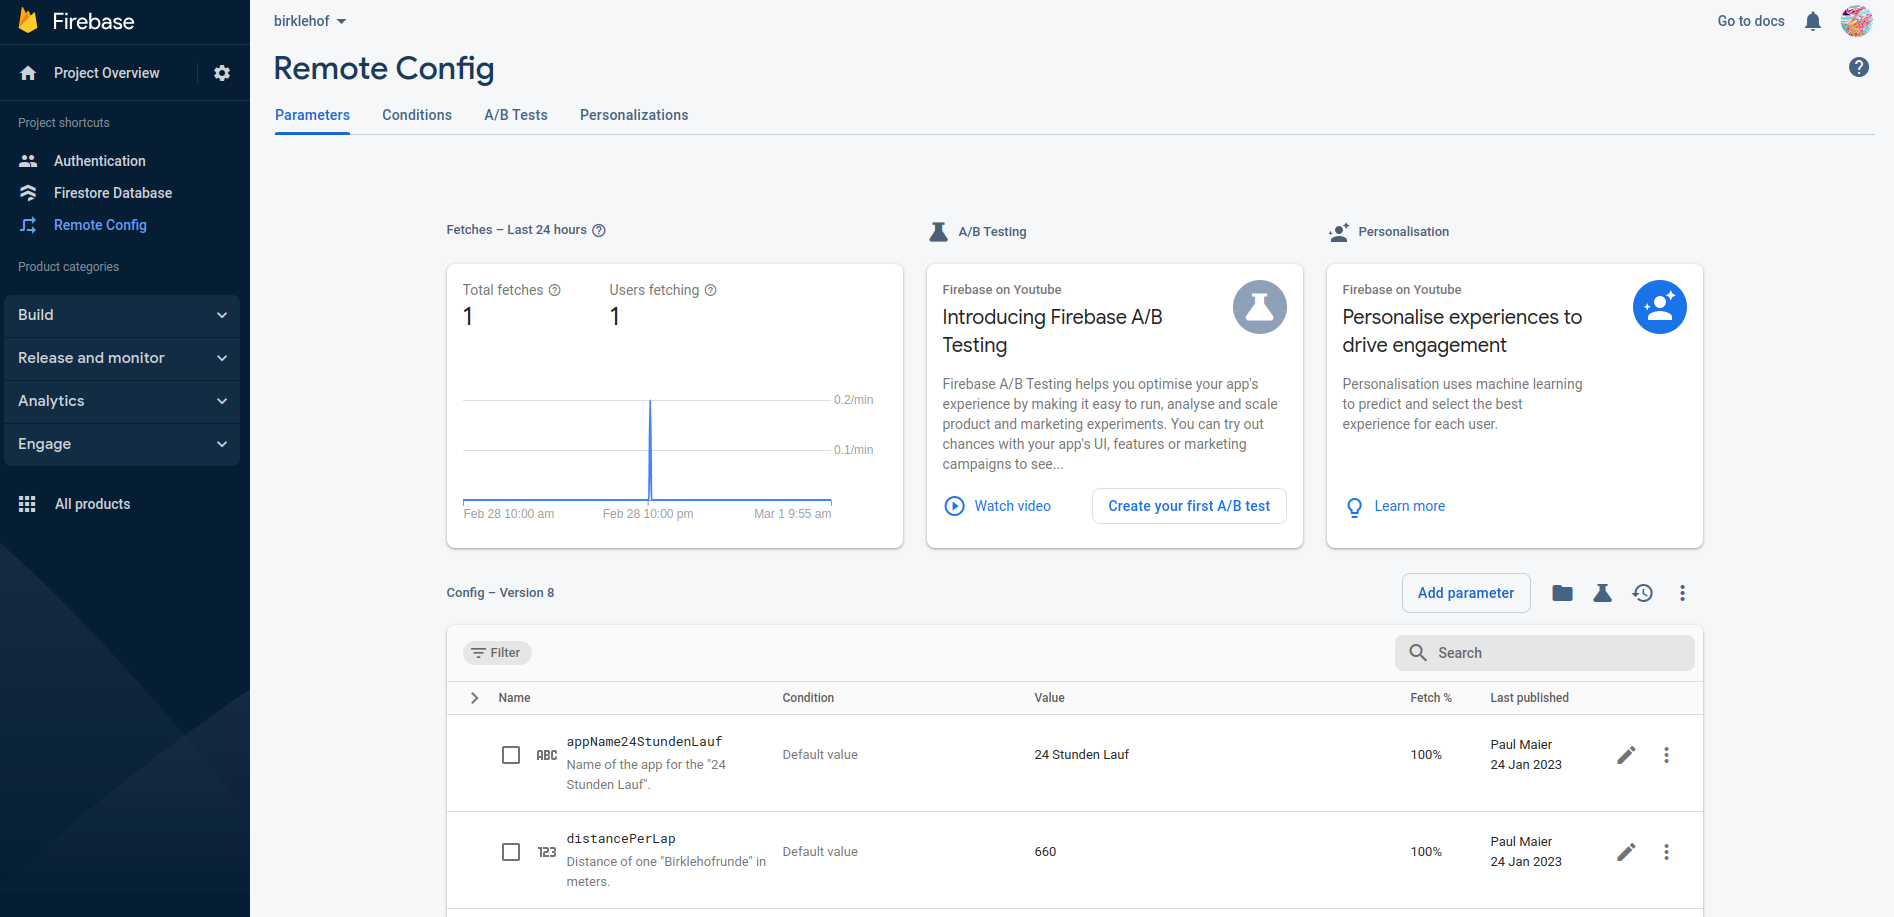 Firebase
Project Overview
Project shortcuts
Authentication
Firestore Database
Remote Config
Product categories
Build
Release and monitor
Analytics
Engage
All products
birklehof
Go to docs
Remote Config
Parameters
Conditions
A/B Tests
Personalizations
Fetches – Last 24 hours
Total fetches
1
Users fetching
1
0.2/min
0.1/min
Feb 28 10:00 am
Feb 28 10:00 pm
Mar 1 9:55 am
A/B Testing
Firebase on Youtube
Introducing Firebase A/B
Testing
Firebase A/B Testing helps you optimise your app's
experience by making it easy to run, analyse and scale
product and marketing experiments. You can try out
chances with your app's UI, features or marketing
campaigns to see...
Watch video
Create your first A/B test
Personalisation
Firebase on Youtube
Personalise experiences to
drive engagement
Personalisation uses machine learning
to predict and select the best
experience for each user.
Learn more
Config – Version 8
Add parameter
Filter
Search
Name
Condition
Value
Fetch %
Last published
ABC
appName24StundenLauf
Name of the app for the "24
Stunden Lauf".
Default value
24 Stunden Lauf
100%
Paul Maier
24 Jan 2023
123
distancePerLap
Distance of one "Birklehofrunde" in
meters.
Default value
660
100%
Paul Maier
24 Jan 2023